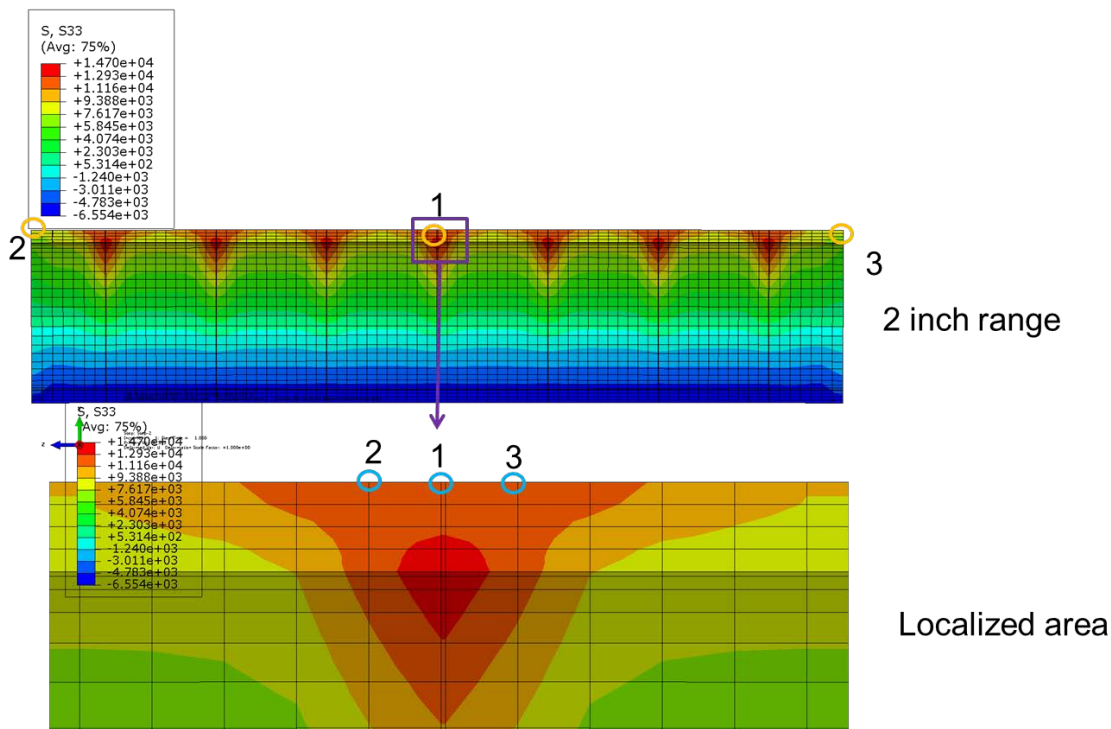 S, S33
(Avg: 75%)
+1.470e+04
+1.293e+04
+1.116e+04
+9.388e+03
+7.617e+03
+5.845e+03
+4.074e+03
+2.303e+03
+5.314e+02
-1.240e+03
-3.011e+03
-4.783e+03
-6.554e+03
1
2
3
2 inch range
S, S33
(Avg: 75%)
+1.470e+04
+1.293e+04
+1.116e+04
+9.388e+03
+7.617e+03
+5.845e+03
+4.074e+03
+2.303e+03
+5.314e+02
-1.240e+03
-3.011e+03
-4.783e+03
-6.554e+03
z
2 1 3
Localized area